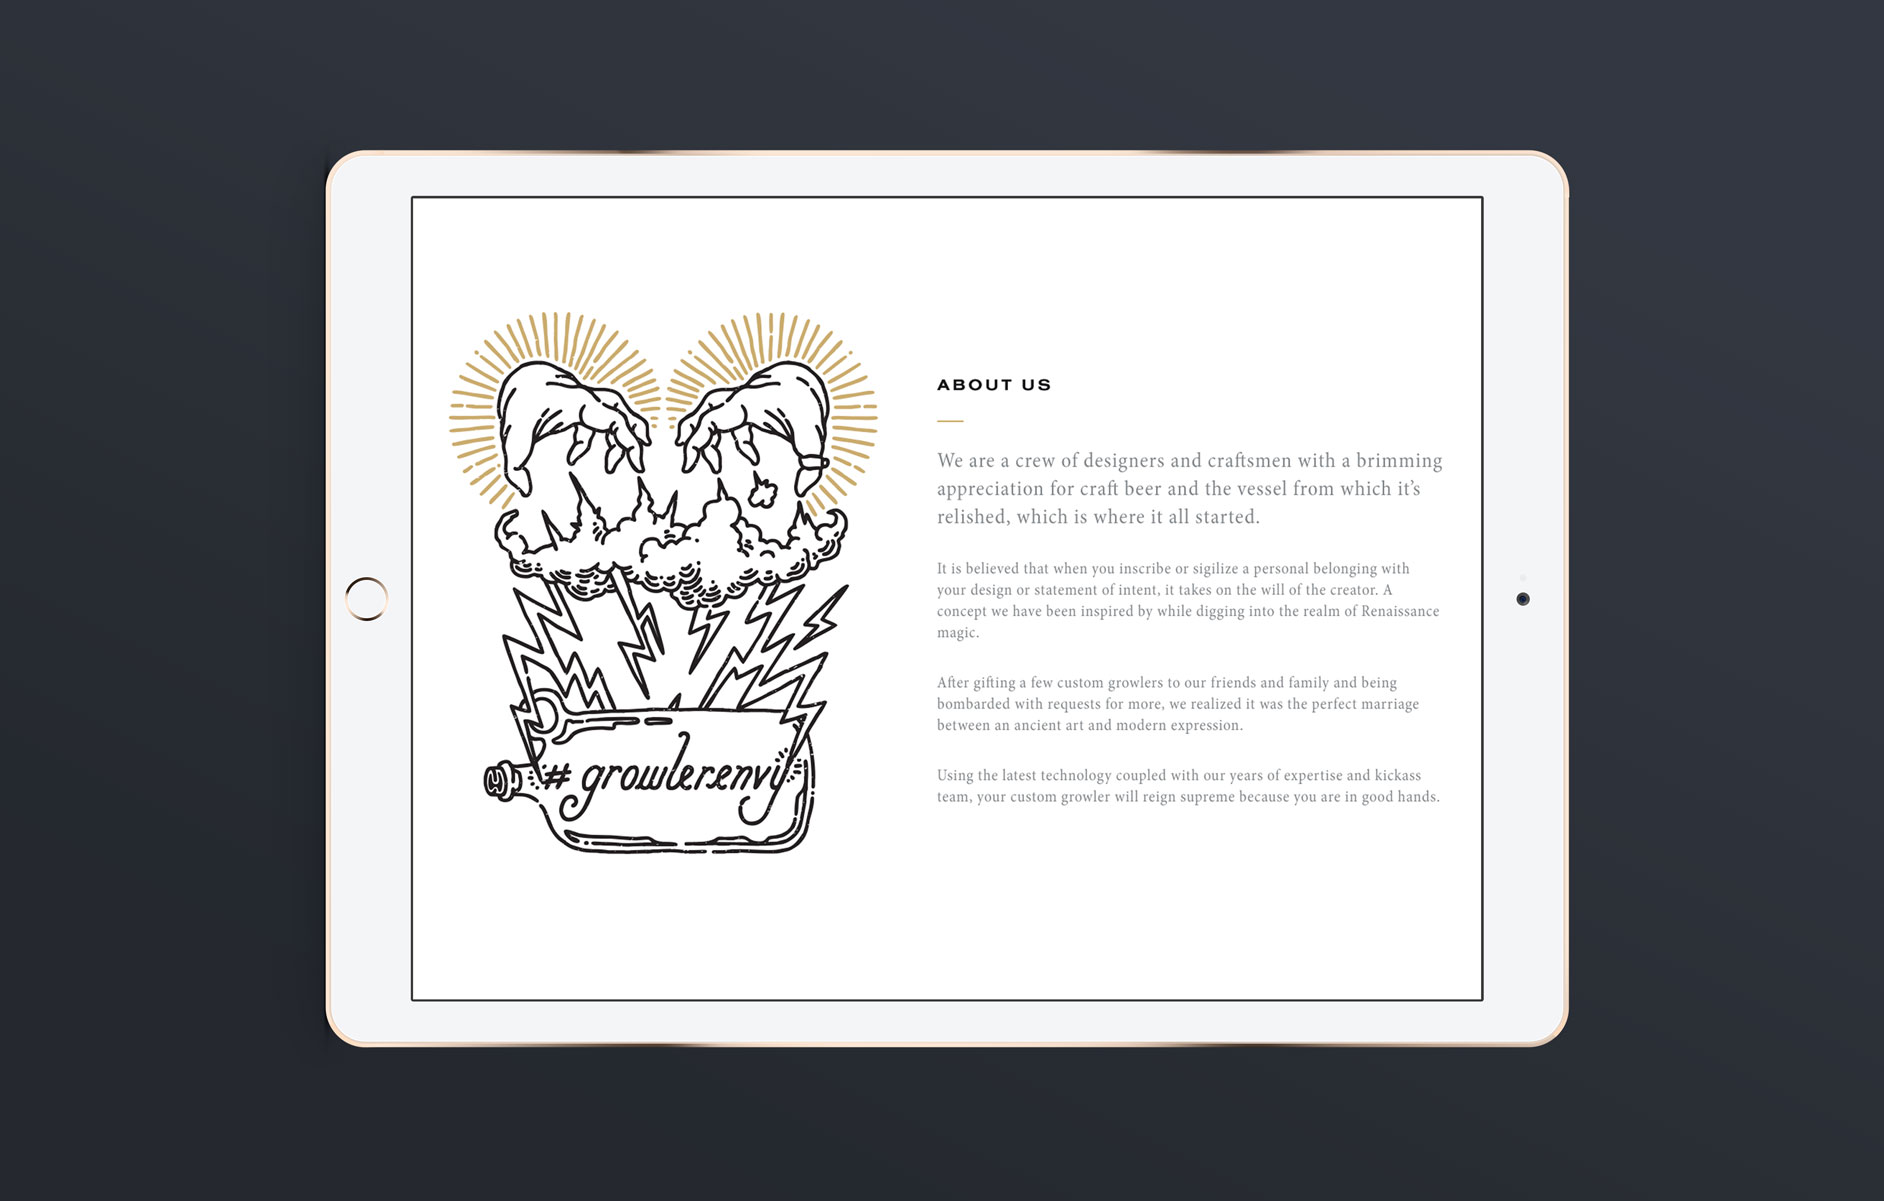 # growlerenvy
ABOUT US
We are a crew of designers and craftsmen with a brimming
appreciation for craft beer and the vessel from which it’s
relished, which is where it all started.
It is believed that when you inscribe or sigilize a personal belonging with
your design or statement of intent, it takes on the will of the creator. A
concept we have been inspired by while digging into the realm of Renaissance
magic.
After gifting a few custom growlers to our friends and family and being
bombarded with requests for more, we realized it was the perfect marriage
between an ancient art and modern expression.
Using the latest technology coupled with our years of expertise and kickass
team, your custom growler will reign supreme because you are in good hands.